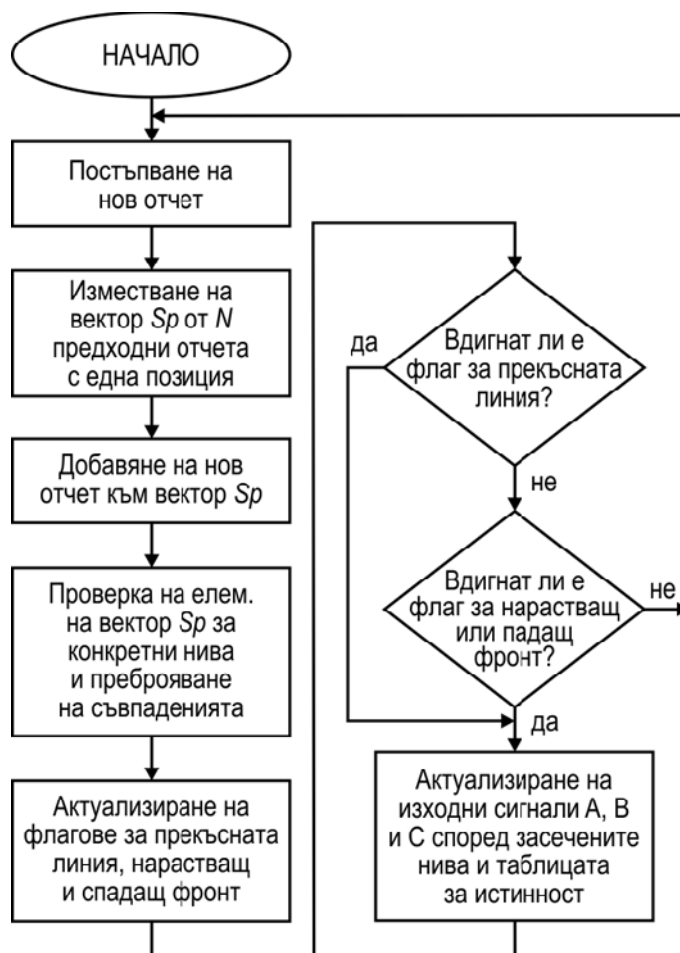 НАЧАЛО
Постъпване на
нов отчет
Изместване на
вектор Sp от N
предходни отчета
с една позиция
Добавяне на нов
отчет към вектор Sp
Проверка на елем.
на вектор Sp за
конкретни нива
и преброяване
на съвпаденията
Актуализиране на
флагове за прекъсната
линия, нарастващ
и спадащ фронт
да
Вдигнат ли е
флаг за прекъсната
линия?
не
Вдигнат ли е
флаг за нарастващ
или падащ
фронт?
не
да
Актуализиране на
изходни сигнали A, B
и C според засечените
нива и таблицата
за истинност